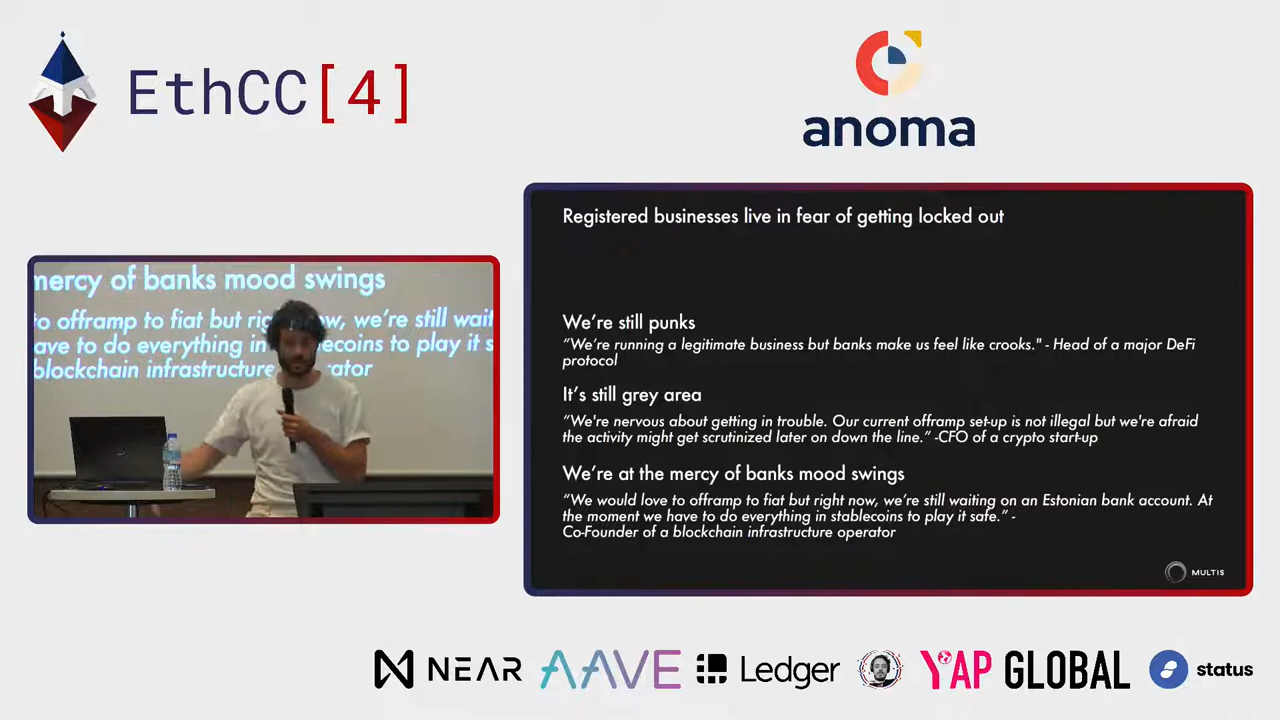 EthCC[4]
anoma
mercy of banks mood swings
to offramp to fiat but right now, we're still wait
ave to do everything in stablecoins to play it s
blockchain infrastructure operator
Registered businesses live in fear of getting locked out
We're still punks
“We're running a legitimate business but banks make us feel like crooks." - Head of a major DeFi
protocol
It's still grey area
“We're nervous about getting in trouble. Our current offramp set-up is not illegal but we're afraid
the activity might get scrutinized later on down the line.” -CFO of a crypto start-up
We're at the mercy of banks mood swings
“We would love to offramp to fiat but right now, we're still waiting on an Estonian bank account. At
the moment we have to do everything in stablecoins to play it safe.” -
Co-Founder of a blockchain infrastructure operator
MULTIS
NEAR
AAVE
Ledger
YAP GLOBAL
status